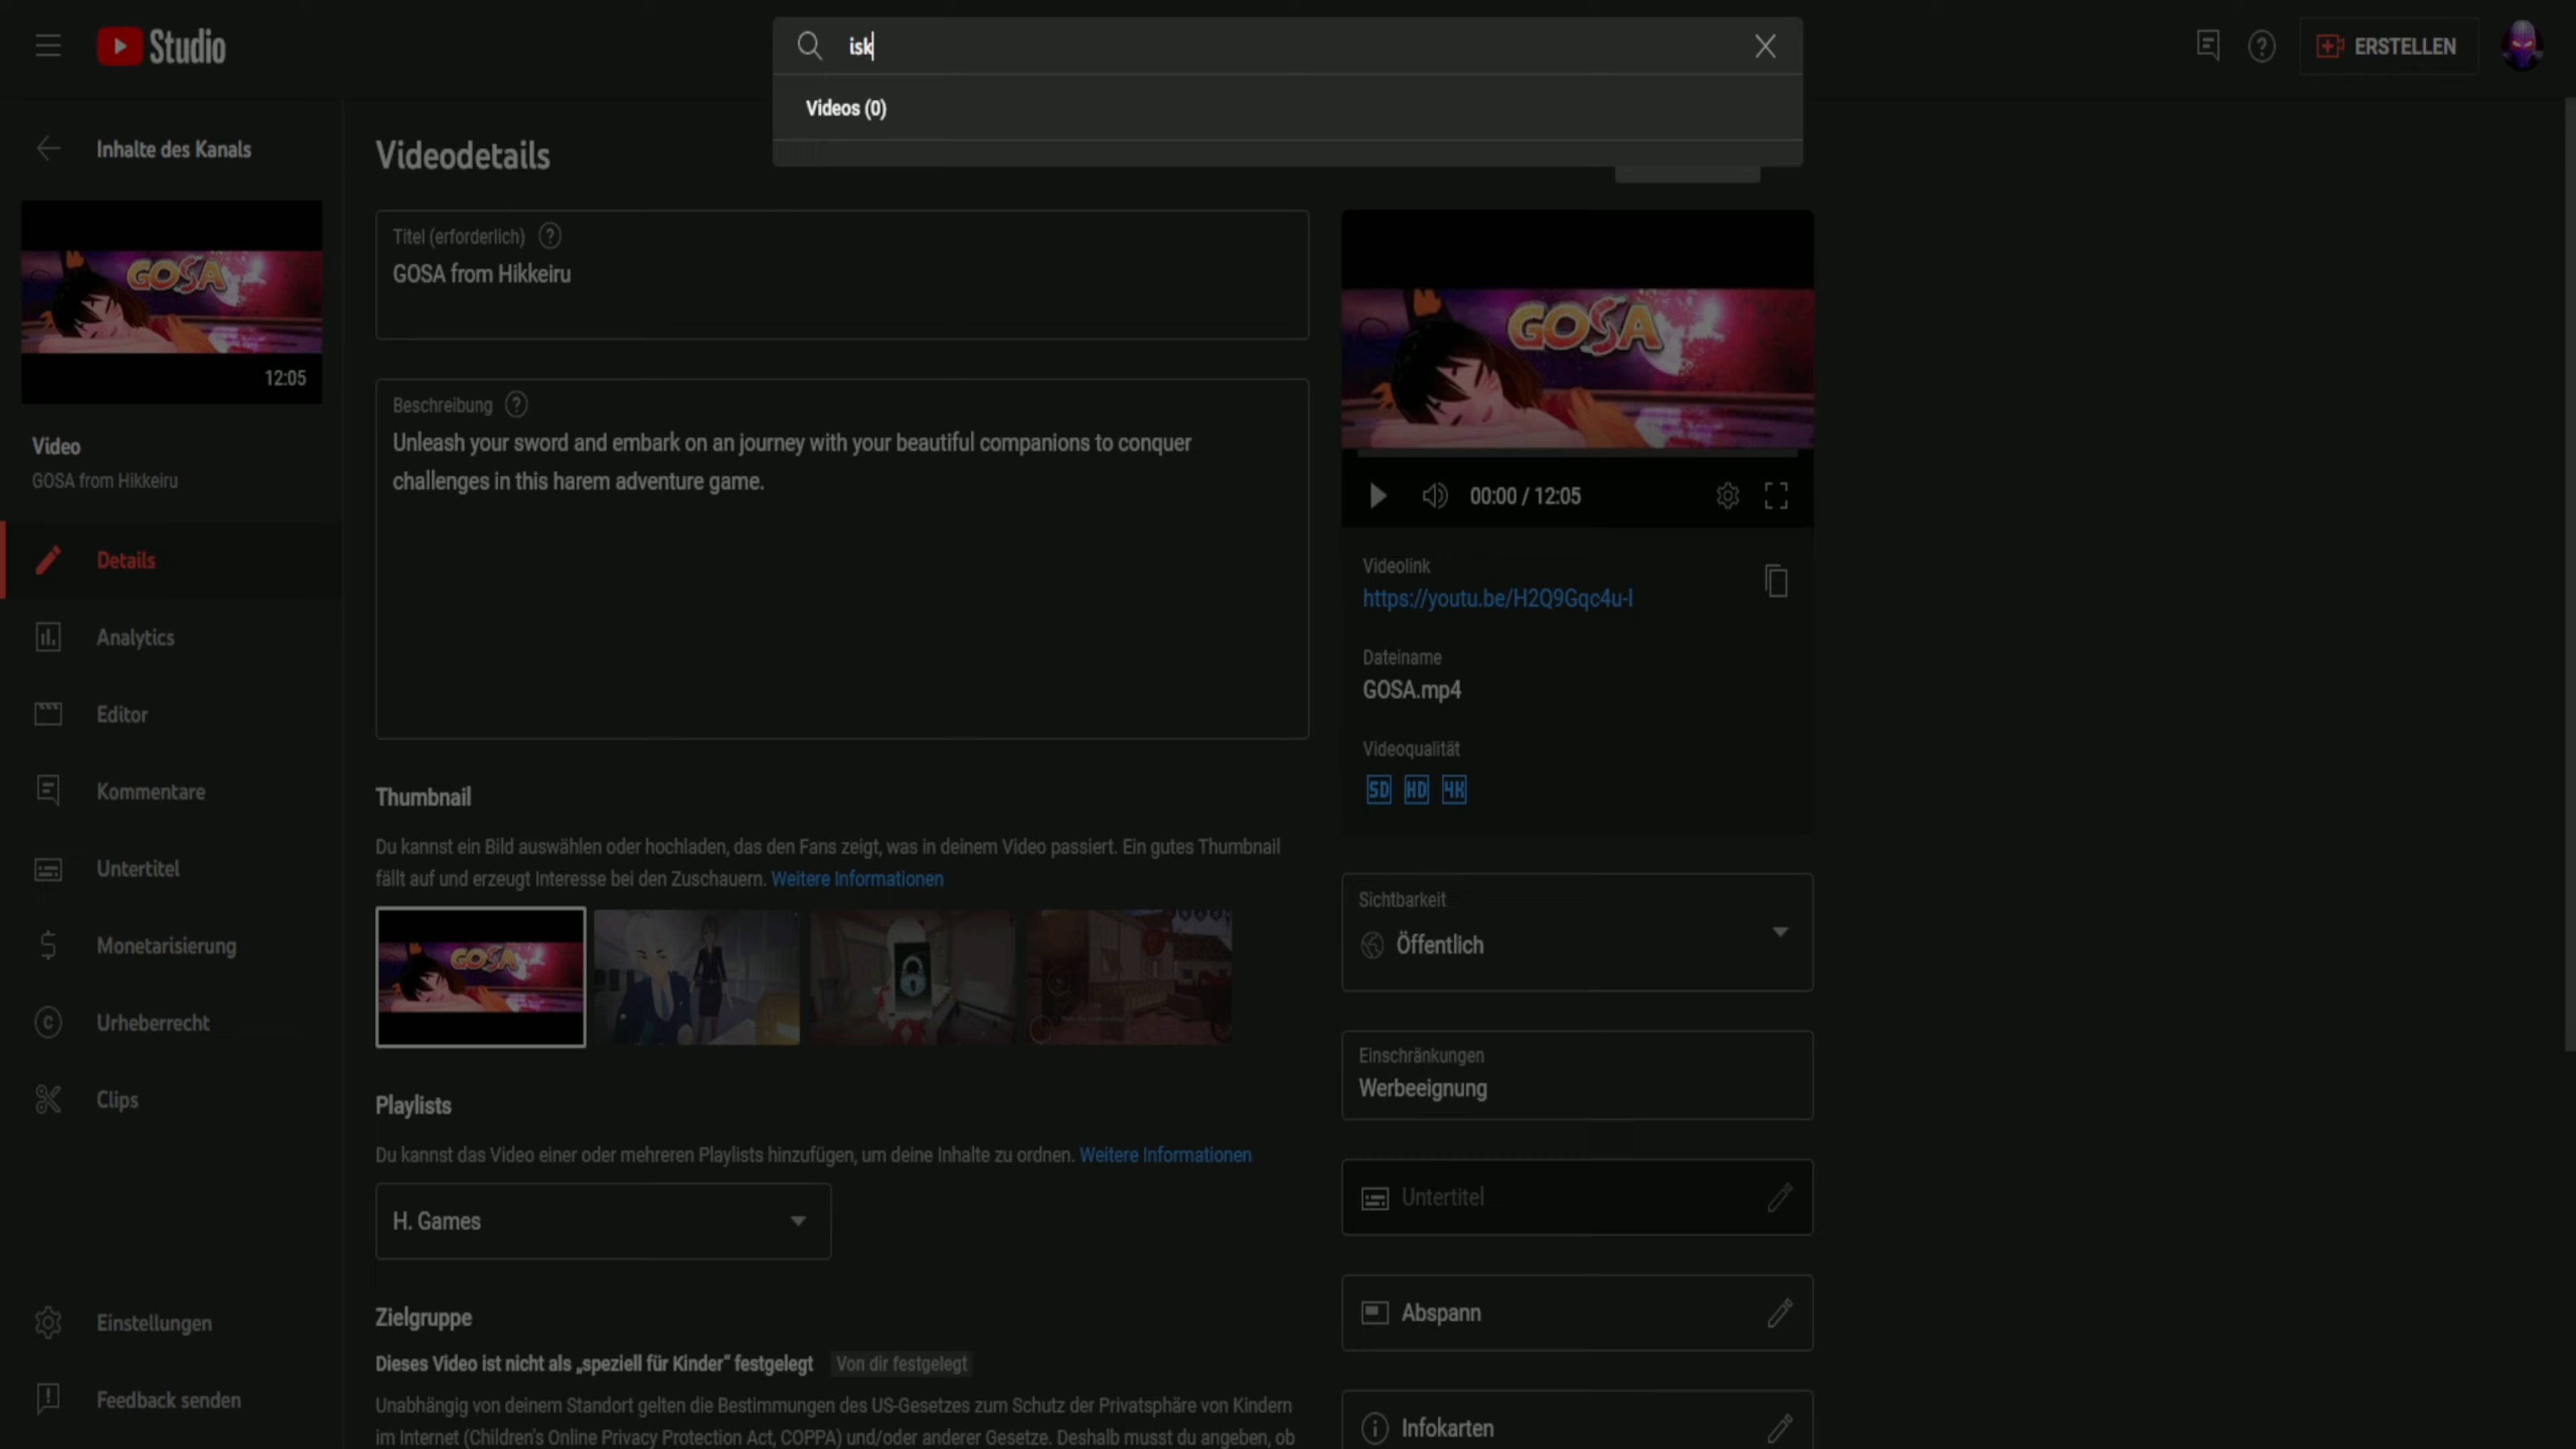 Studio
isk
ERSTELLEN
Videos (0)
Inhalte des Kanals
GOSA
12:05
Video
GOSA from Hikkeiru
Details
Analytics
Editor
Kommentare
Untertitel
Monetarisierung
Urheberrecht
Clips
Einstellungen
Feedback senden
Videodetails
Titel (erforderlich)
GOSA from Hikkeiru
Beschreibung
Unleash your sword and embark on an journey with your beautiful companions to conquer
challenges in this harem adventure game.
Thumbnail
Du kannst ein Bild auswählen oder hochladen, das den Fans zeigt, was in deinem Video passiert. Ein gutes Thumbnail
fällt auf und erzeugt Interesse bei den Zuschauern. Weitere Informationen
GOSA
Playlists
Du kannst das Video einer oder mehreren Playlists hinzufügen, um deine Inhalte zu ordnen. Weitere Informationen
H. Games
Zielgruppe
Dieses Video ist nicht als „speziell für Kinder“ festgelegt Von dir festgelegt
Unabhängig von deinem Standort gelten die Bestimmungen des US-Gesetzes zum Schutz der Privatsphäre von Kindern
im Internet (Children's Online Privacy Protection Act, COPPA) und/oder anderer Gesetze. Deshalb musst du angeben, ob
GOSA
00:00 / 12:05
Videolink
https://youtu.be/H2Q9Gqc4u-I
Dateiname
GOSA.mp4
Videoqualität
SD HD 4K
Sichtbarkeit
Öffentlich
Einschränkungen
Werbeeignung
Untertitel
Abspann
Infokarten